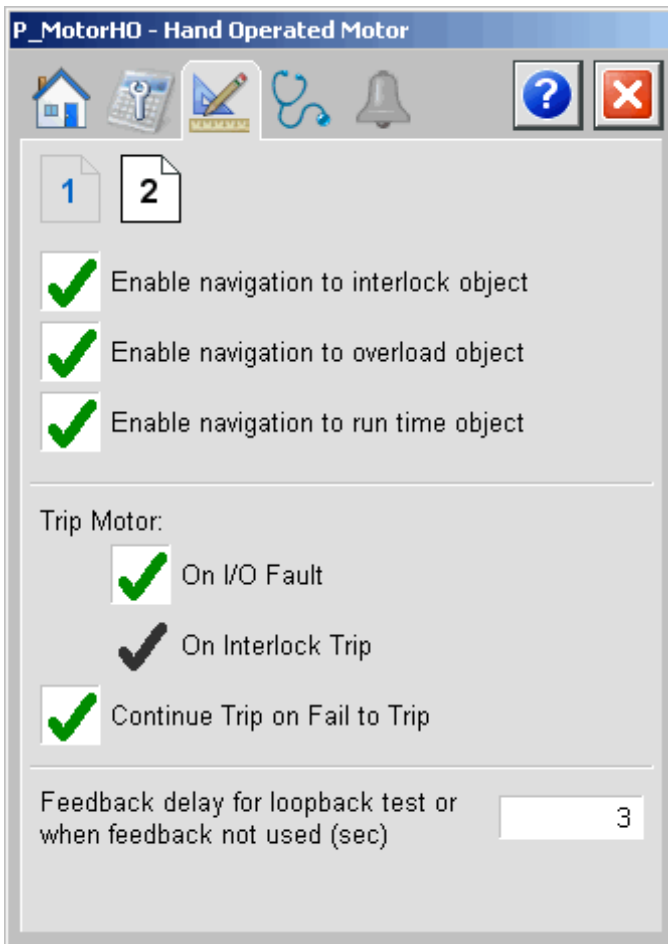 P_MotorHO - Hand Operated Motor
?
1
2
Enable navigation to interlock object
Enable navigation to overload object
Enable navigation to run time object
Trip Motor:
On I/O Fault
On Interlock Trip
Continue Trip on Fail to Trip
Feedback delay for loopback test or
when feedback not used (sec)
3